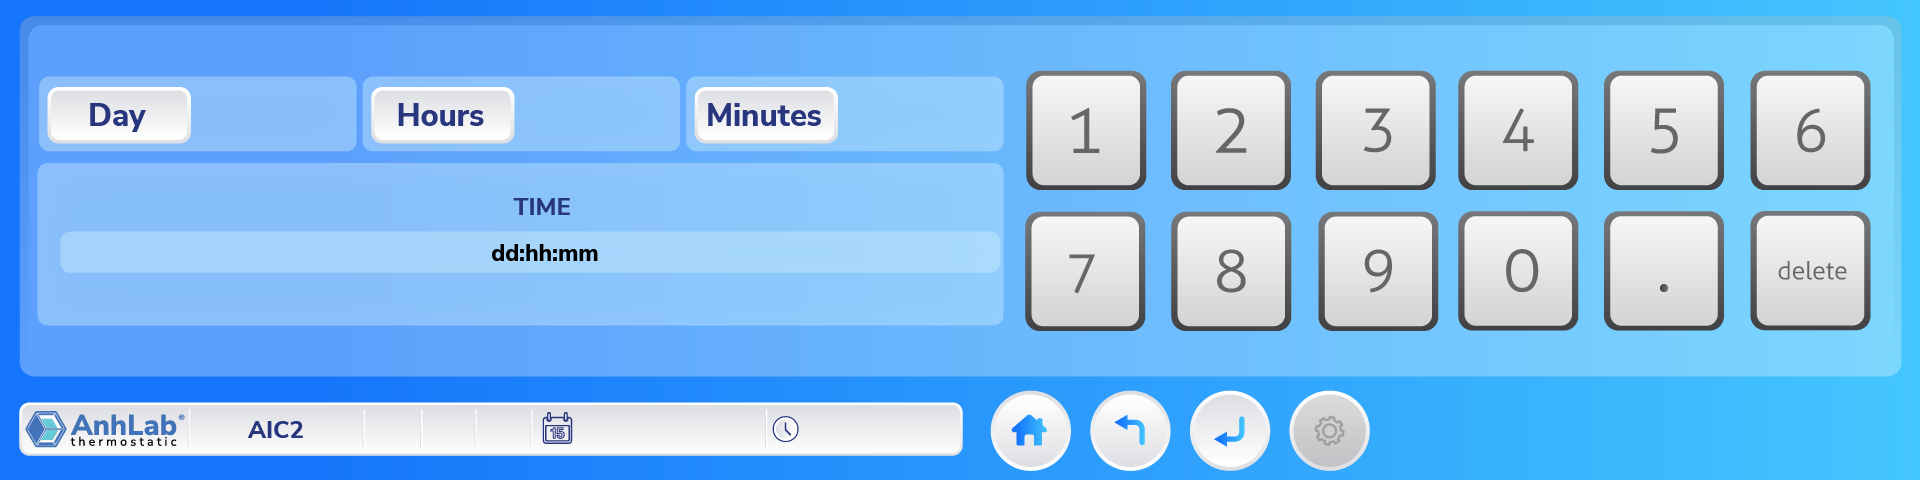 Day Hours Minutes
TIME
dd:hh:mm
1 2 3 4 5 6
7 8 9 0 . delete
AnhLab®
thermostatic
AIC2
15